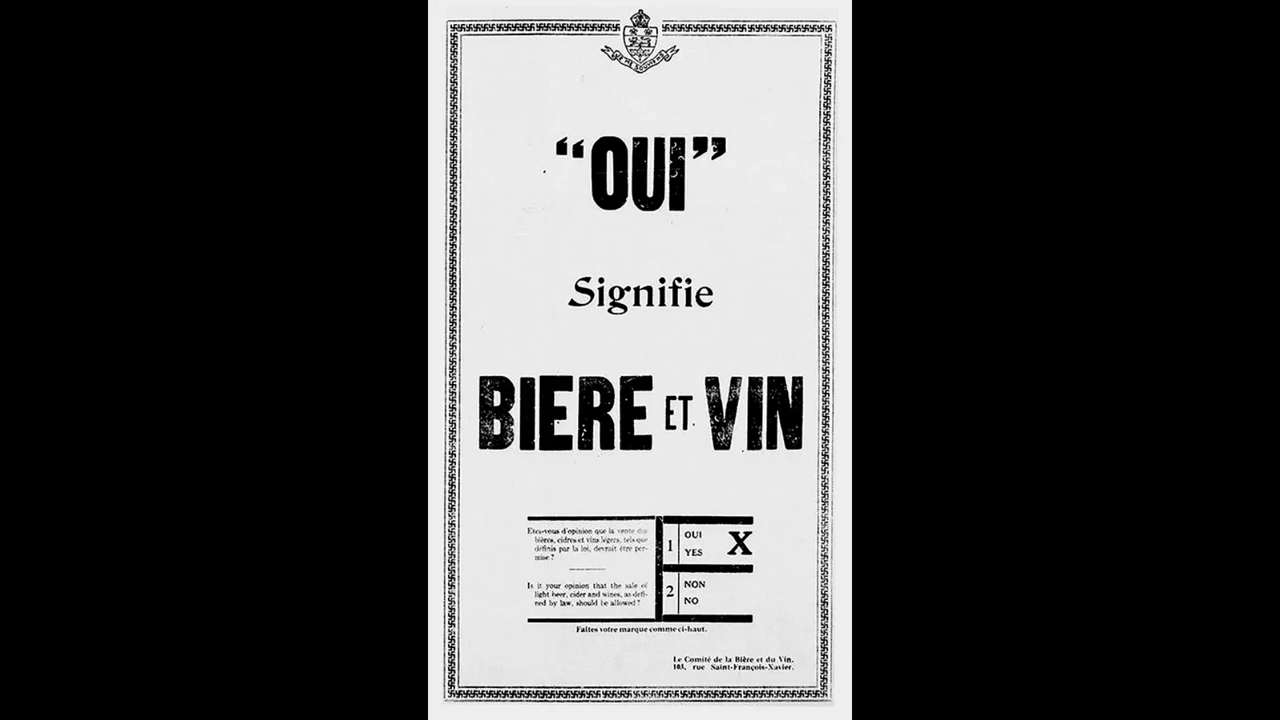 JE ME SOUVIENS
“OUI”
Signifie
BIERE ET VIN
Etes-vous d'opinion que la vente des
bières, cidres et vins légers, tels que
définis par la loi, devrait être per-
mise ?
Is it your opinion that the sale of
light beer, cider and wines, as defi-
ned by law, should be allowed ?
1
OUI
YES
X
2
NON
NO
Faites votre marque comme ci-haut.
Le Comité de la Bière et du Vin,
103, rue Saint-François-Xavier.